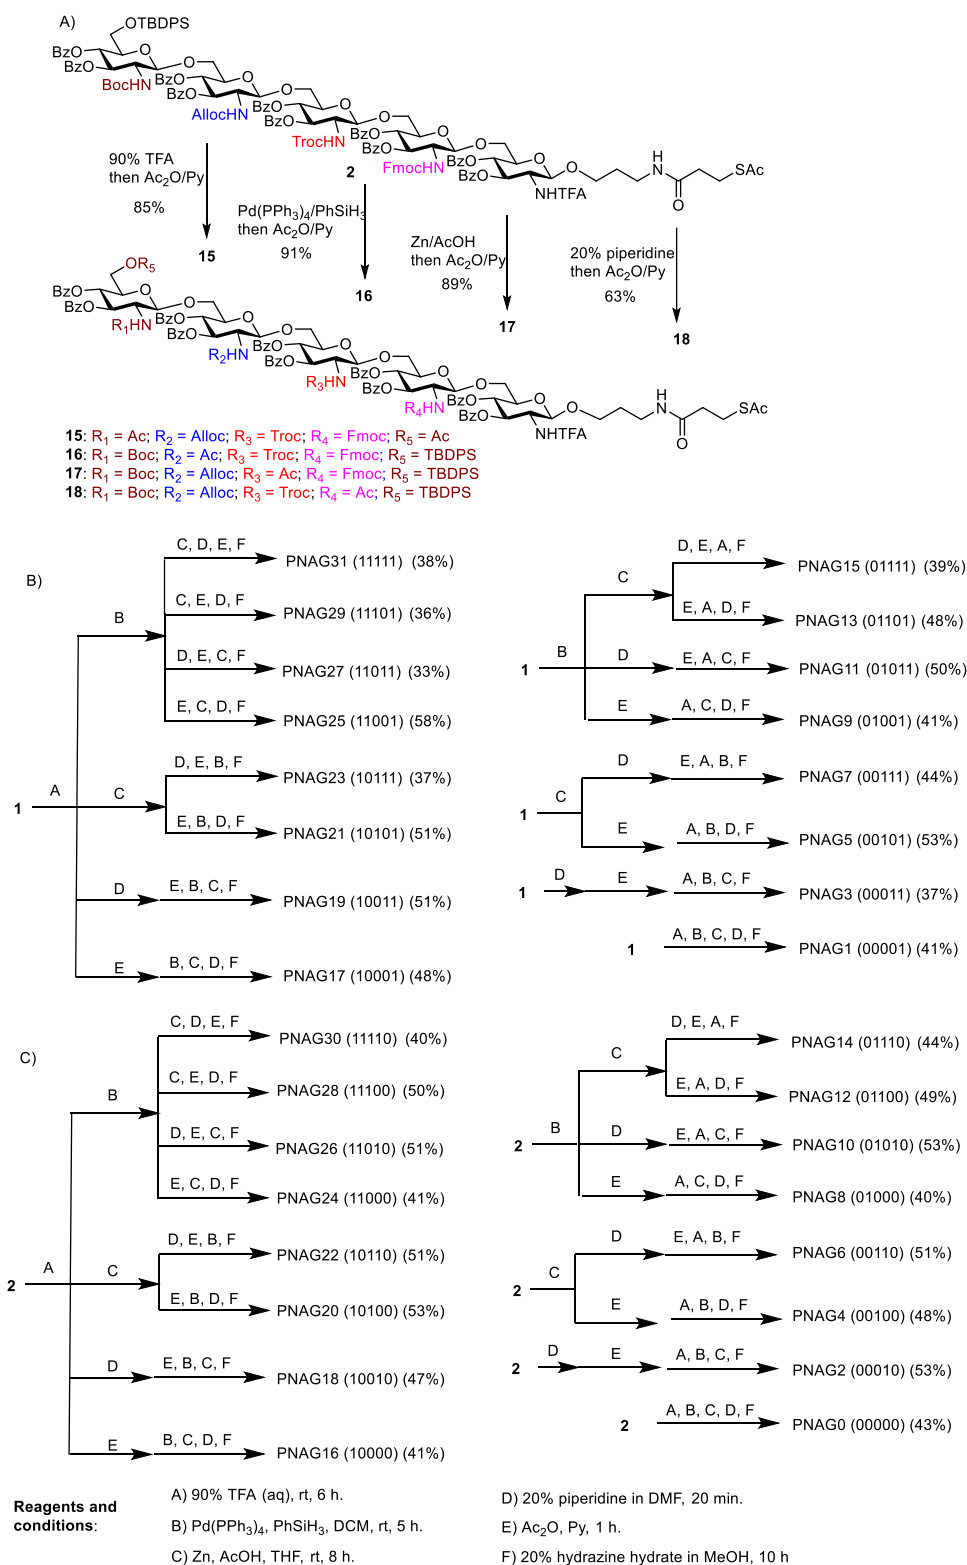 A)
OTBDPS
BzO
BzO
BocHN
O
O
BzO
BzO
AllocHN
O
O
BzO
BzO
TrocHN
O
O
BzO
BzO
FmocHN
O
O
BzO
BzO
NHTFA
O
O
H
N
O
SAc
2
90% TFA
then Ac2O/Py
85%
15
Pd(PPh3)4/PhSiH3
then Ac2O/Py
91%
16
Zn/AcOH
then Ac2O/Py
89%
17
20% piperidine
then Ac2O/Py
63%
18
OR5
BzO
BzO
R1HN
O
O
BzO
BzO
R2HN
O
O
BzO
BzO
R3HN
O
O
BzO
BzO
R4HN
O
O
BzO
BzO
NHTFA
O
O
H
N
O
SAc
15: R1 = Ac; R2 = Alloc; R3 = Troc; R4 = Fmoc; R5 = Ac
16: R1 = Boc; R2 = Ac; R3 = Troc; R4 = Fmoc; R5 = TBDPS
17: R1 = Boc; R2 = Alloc; R3 = Ac; R4 = Fmoc; R5 = TBDPS
18: R1 = Boc; R2 = Alloc; R3 = Troc; R4 = Ac; R5 = TBDPS
B)
1
A
B
C, D, E, F
PNAG31 (11111) (38%)
C, E, D, F
PNAG29 (11101) (36%)
D, E, C, F
PNAG27 (11011) (33%)
E, C, D, F
PNAG25 (11001) (58%)
C
D, E, B, F
PNAG23 (10111) (37%)
E, B, D, F
PNAG21 (10101) (51%)
D
E, B, C, F
PNAG19 (10011) (51%)
E
B, C, D, F
PNAG17 (10001) (48%)
1
B
C
D, E, A, F
PNAG15 (01111) (39%)
E, A, D, F
PNAG13 (01101) (48%)
D
E, A, C, F
PNAG11 (01011) (50%)
E
A, C, D, F
PNAG9 (01001) (41%)
1
C
D
E, A, B, F
PNAG7 (00111) (44%)
E
A, B, D, F
PNAG5 (00101) (53%)
1
D
E
A, B, C, F
PNAG3 (00011) (37%)
1
A, B, C, D, F
PNAG1 (00001) (41%)
C)
2
A
B
C, D, E, F
PNAG30 (11110) (40%)
C, E, D, F
PNAG28 (11100) (50%)
D, E, C, F
PNAG26 (11010) (51%)
E, C, D, F
PNAG24 (11000) (41%)
C
D, E, B, F
PNAG22 (10110) (51%)
E, B, D, F
PNAG20 (10100) (53%)
D
E, B, C, F
PNAG18 (10010) (47%)
E
B, C, D, F
PNAG16 (10000) (41%)
2
B
C
D, E, A, F
PNAG14 (01110) (44%)
E, A, D, F
PNAG12 (01100) (49%)
D
E, A, C, F
PNAG10 (01010) (53%)
E
A, C, D, F
PNAG8 (01000) (40%)
2
C
D
E, A, B, F
PNAG6 (00110) (51%)
E
A, B, D, F
PNAG4 (00100) (48%)
2
D
E
A, B, C, F
PNAG2 (00010) (53%)
2
A, B, C, D, F
PNAG0 (00000) (43%)
Reagents and
conditions:
A) 90% TFA (aq), rt, 6 h.
B) Pd(PPh3)4, PhSiH3, DCM, rt, 5 h.
C) Zn, AcOH, THF, rt, 8 h.
D) 20% piperidine in DMF, 20 min.
E) Ac2O, Py, 1 h.
F) 20% hydrazine hydrate in MeOH, 10 h